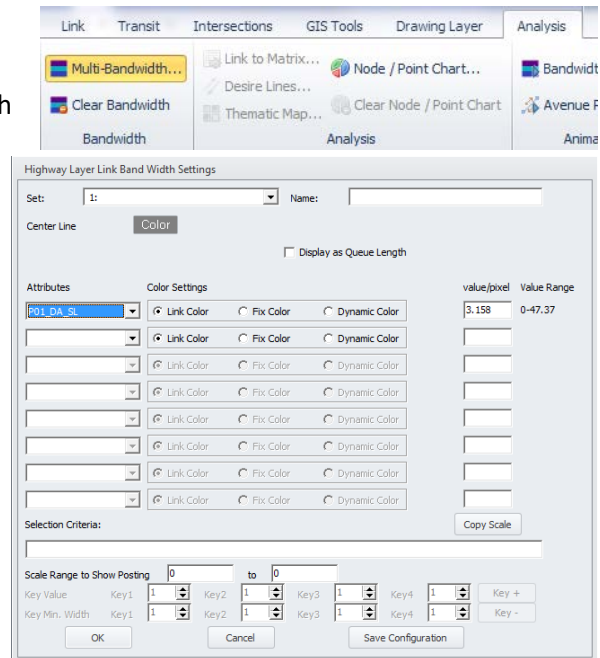 Link Transit Intersections GIS Tools Drawing Layer Analysis
Multi-Bandwidth... Link to Matrix... Node / Point Chart... Bandwidt
Desire Lines...
h Clear Bandwidth Thematic Map... Clear Node / Point Chart Avenue P
Bandwidth Analysis Anima
Highway Layer Link Band Width Settings
Set: 1: Name:
Center Line Color
Display as Queue Length
Attributes Color Settings value/pixel Value Range
P01_DA_SL Link Color Fix Color Dynamic Color 3.158 0-47.37
Link Color Fix Color Dynamic Color
Link Color Fix Color Dynamic Color
Link Color Fix Color Dynamic Color
Link Color Fix Color Dynamic Color
Link Color Fix Color Dynamic Color
Link Color Fix Color Dynamic Color
Link Color Fix Color Dynamic Color
Selection Criteria: Copy Scale
Scale Range to Show Posting 0 to 0
Key Value Key1 1 Key2 1 Key3 1 Key4 1 Key +
Key Min. Width Key1 1 Key2 1 Key3 1 Key4 1 Key -
OK Cancel Save Configuration